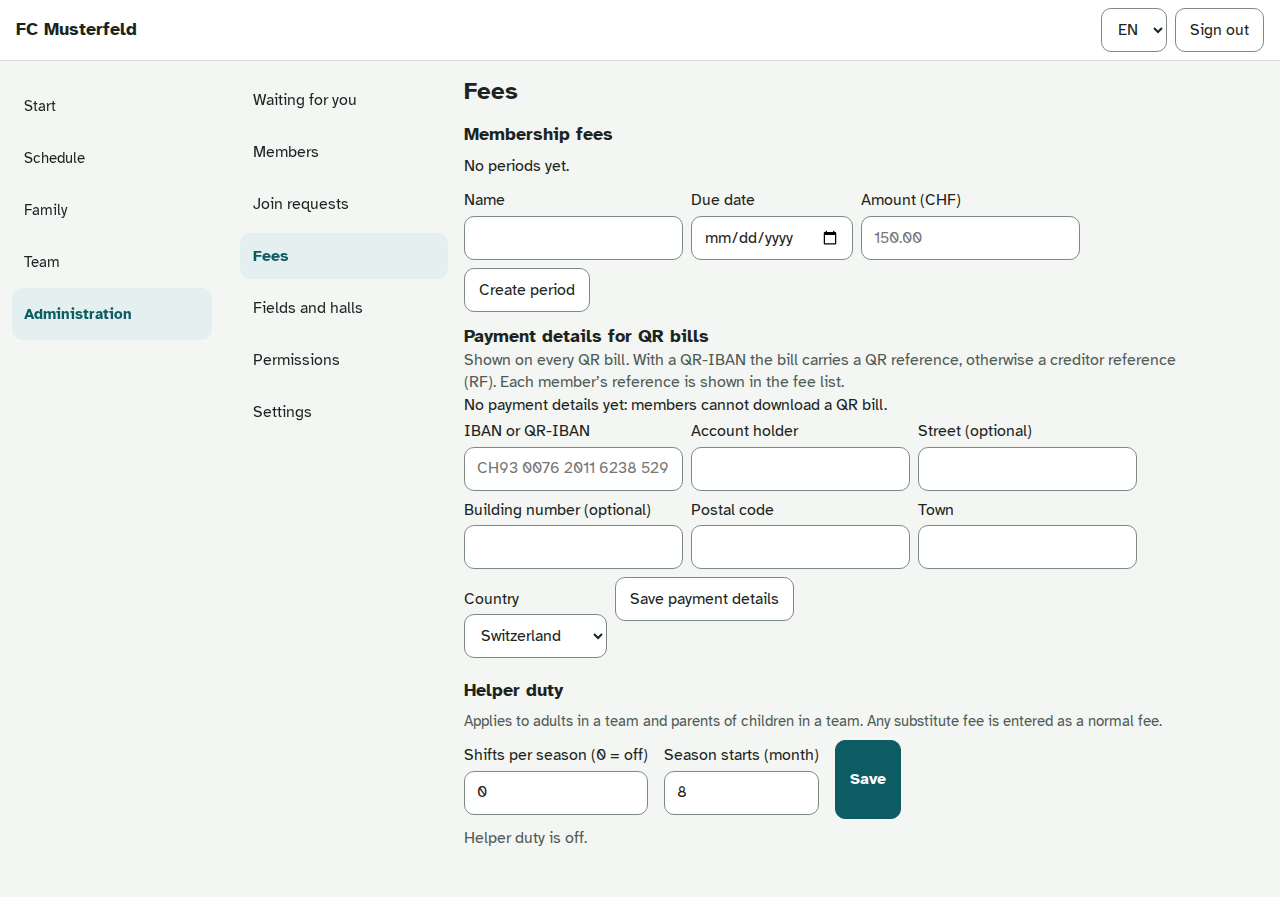 FC Musterfeld
EN
Sign out
Start
Schedule
Family
Team
Administration
Waiting for you
Members
Join requests
Fees
Fields and halls
Permissions
Settings
Fees
Membership fees
No periods yet.
Name
Due date
Amount (CHF)
mm/dd/yyyy
150.00
Create period
Payment details for QR bills
Shown on every QR bill. With a QR-IBAN the bill carries a QR reference, otherwise a creditor reference
(RF). Each member's reference is shown in the fee list.
No payment details yet: members cannot download a QR bill.
IBAN or QR-IBAN
Account holder
Street (optional)
CH93 0076 2011 6238 529
Building number (optional)
Postal code
Town
Country
Save payment details
Switzerland
Helper duty
Applies to adults in a team and parents of children in a team. Any substitute fee is entered as a normal fee.
Shifts per season (0 = off)
Season starts (month)
0
8
Save
Helper duty is off.